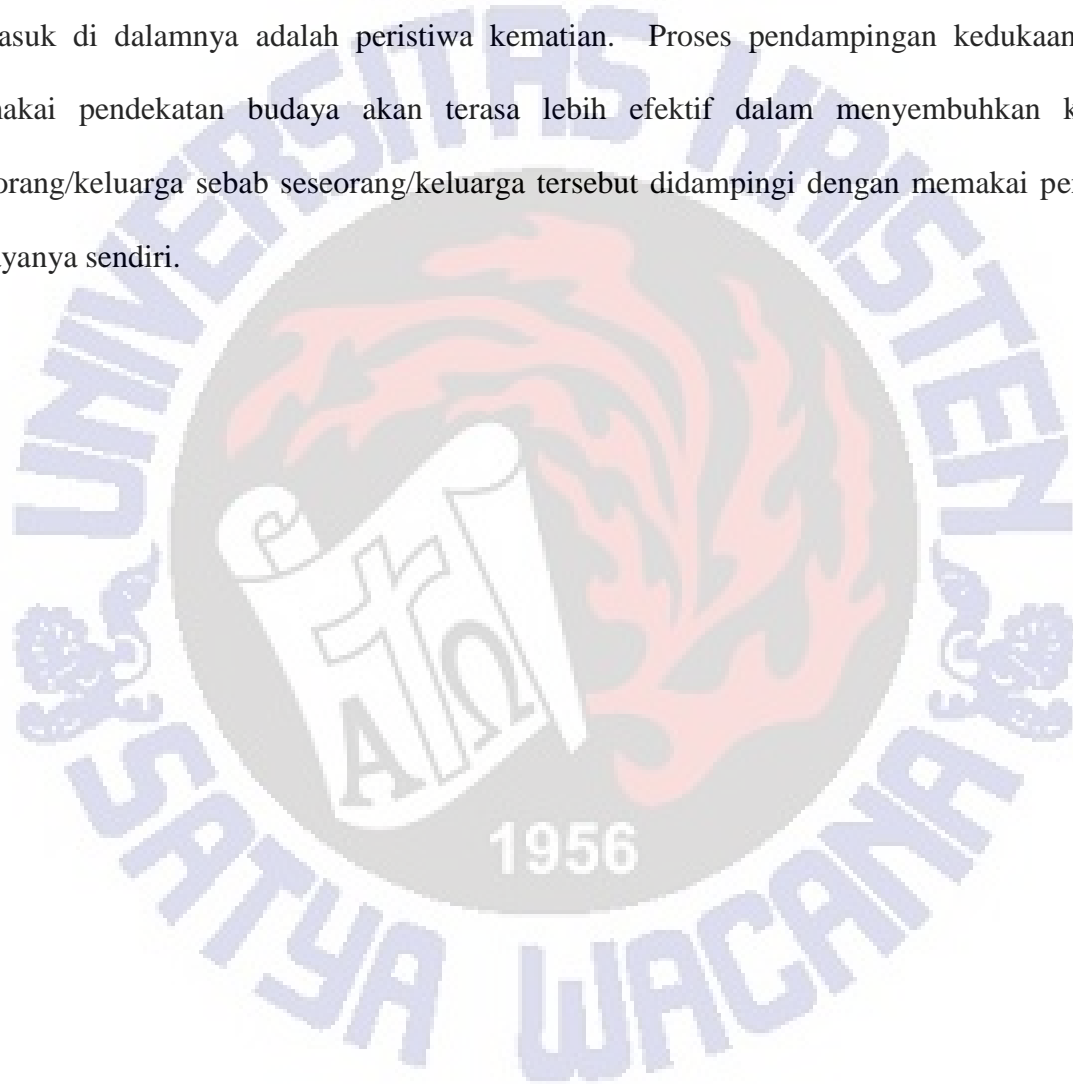 asuk di dalamnya adalah peristiwa kematian. Proses pendampingan kedukaan
akai pendekatan budaya akan terasa lebih efektif dalam menyembuhkan k
orang/keluarga sebab seseorang/keluarga tersebut didampingi dengan memakai pe
yanya sendiri.
UNIVERSITAS KRISTEN
Α Ω
1956
SATYA WACANA